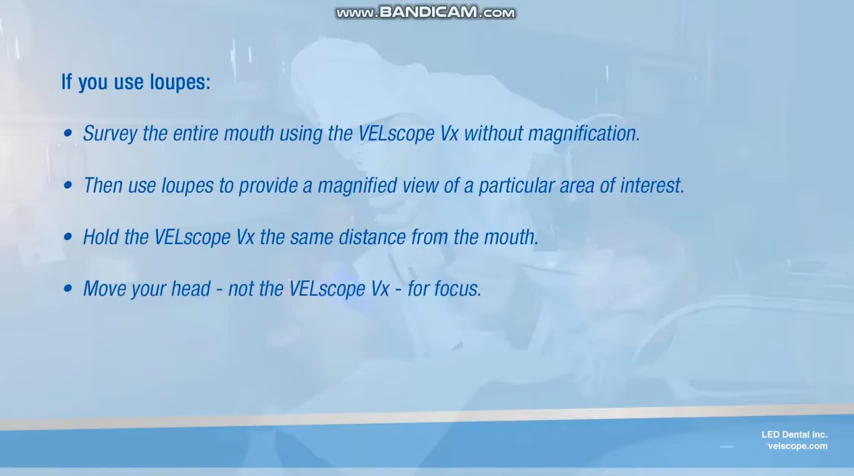 www.BANDICAM.com
If you use loupes:
• Survey the entire mouth using the VELscope Vx without magnification.
• Then use loupes to provide a magnified view of a particular area of interest.
• Hold the VELscope Vx the same distance from the mouth.
• Move your head - not the VELscope Vx - for focus.
LED Dental Inc.
velscope.com